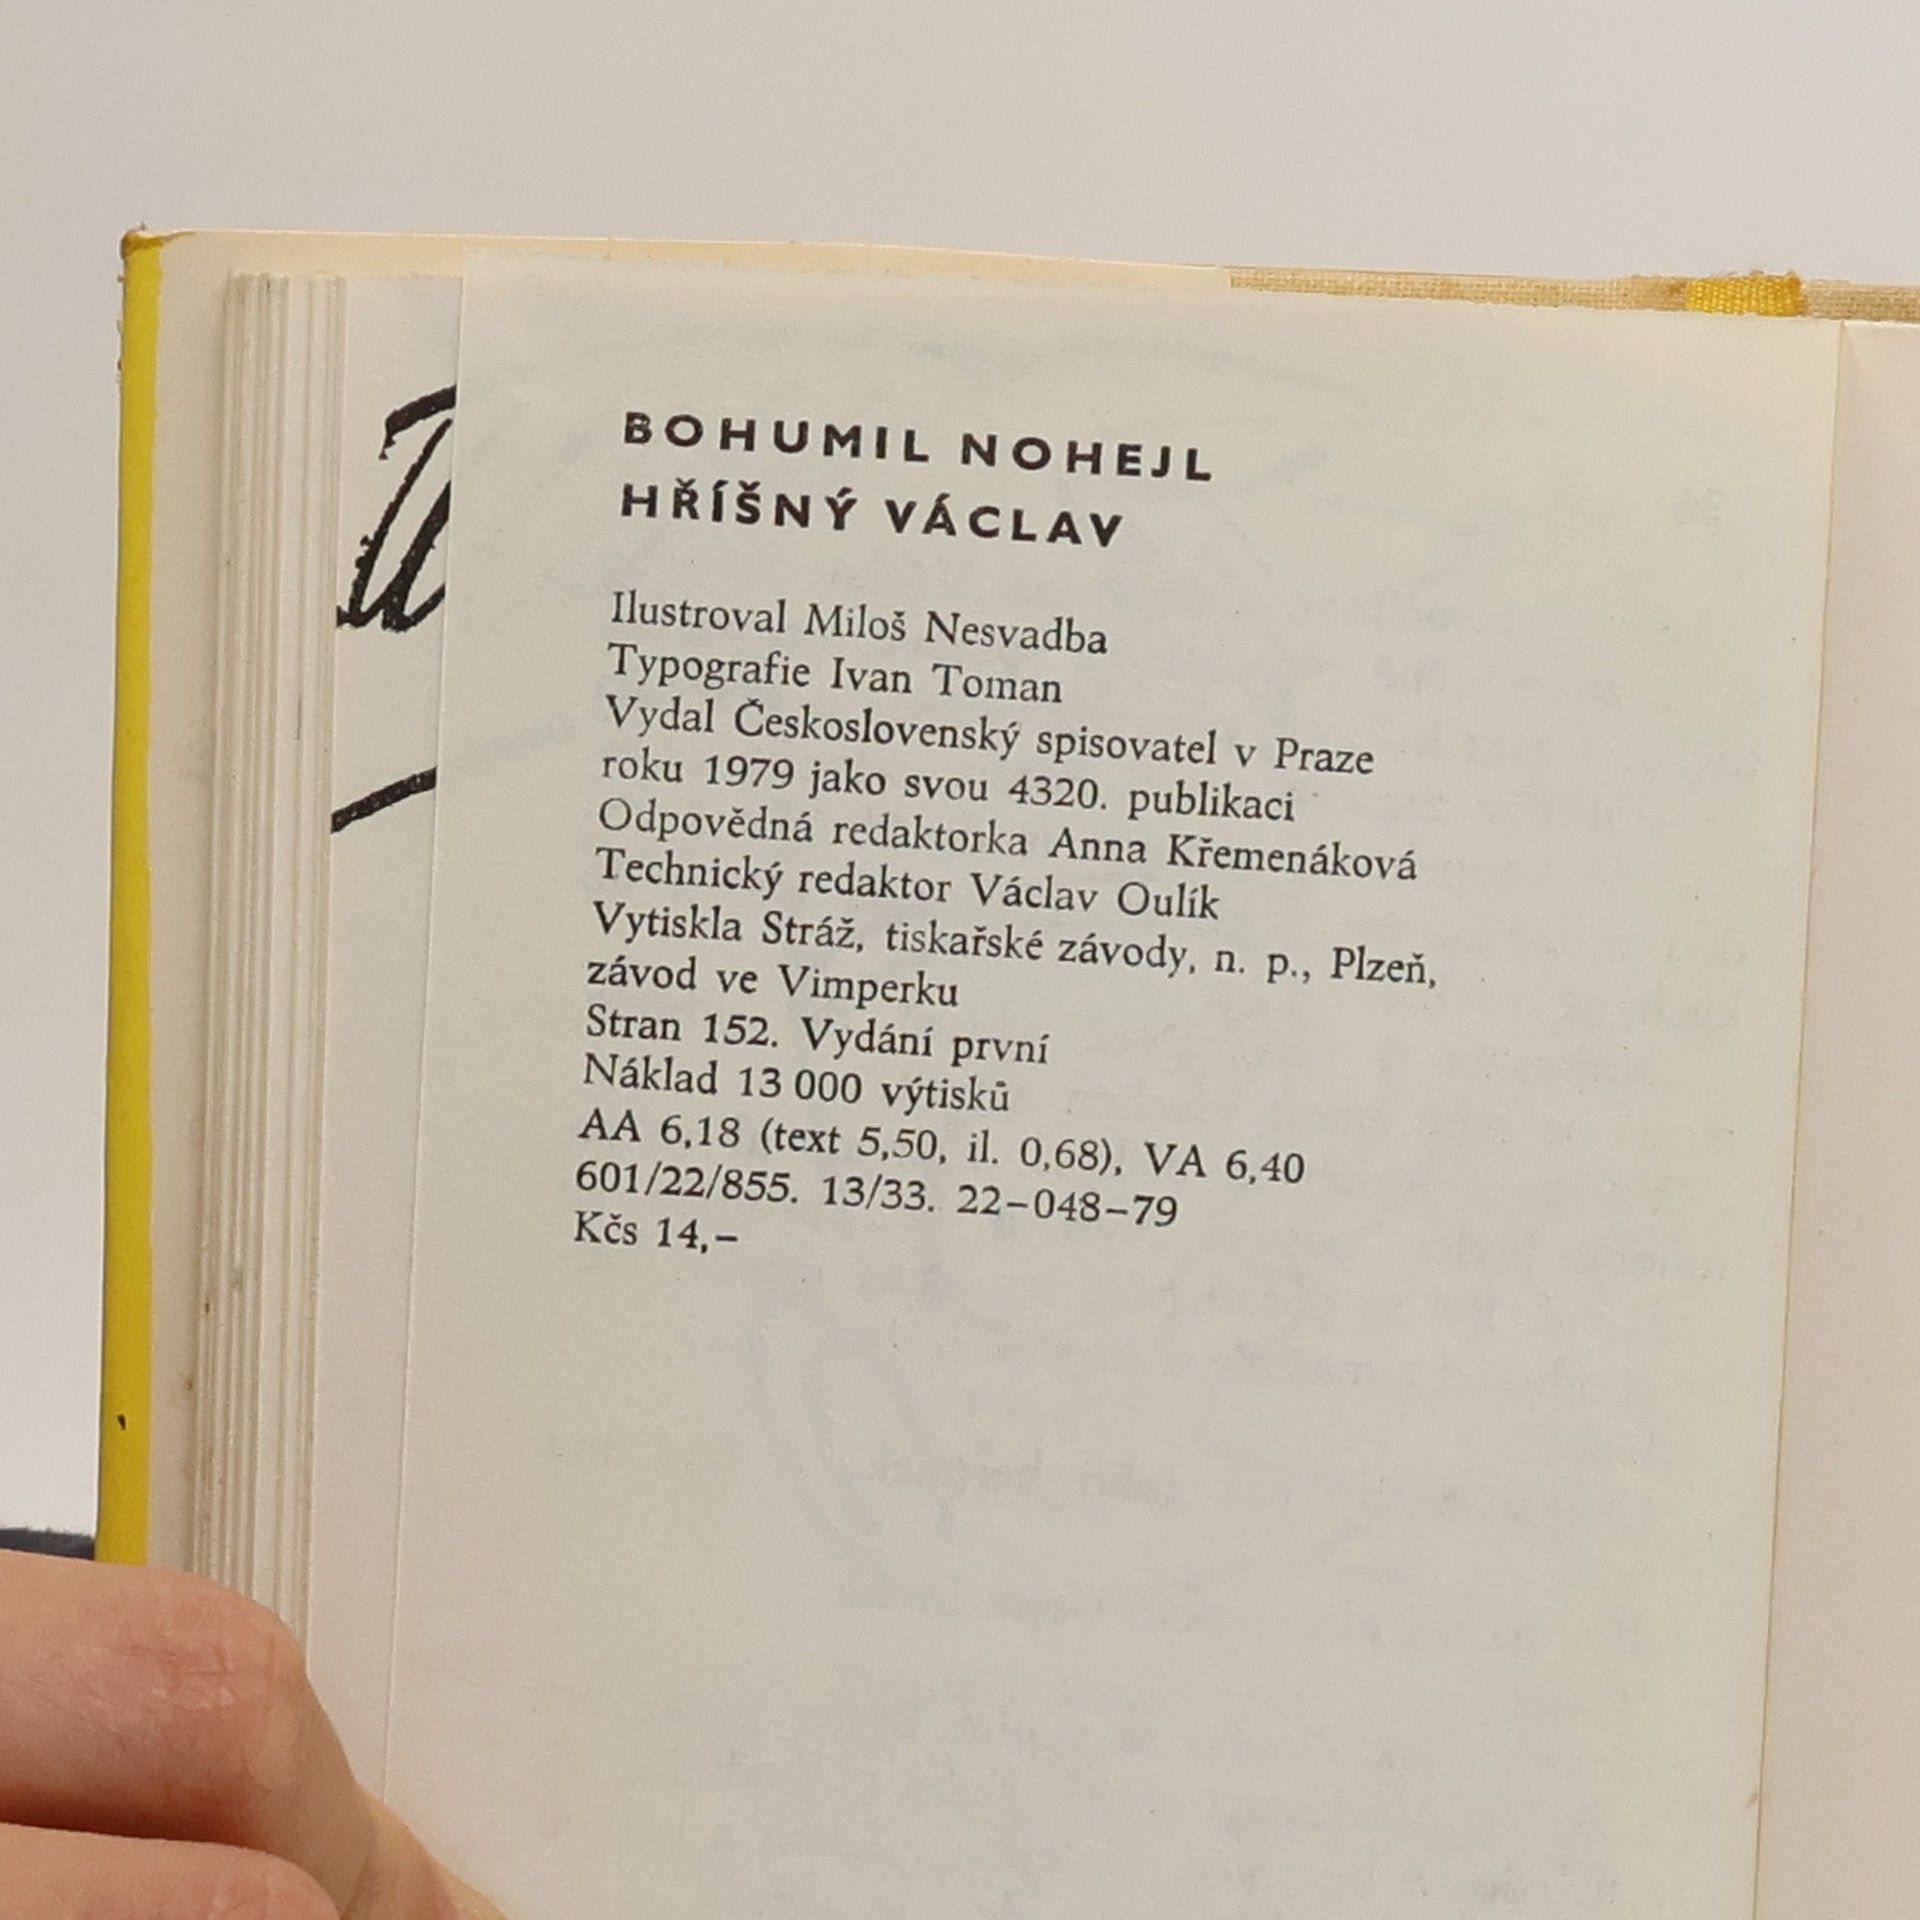 BOHUMIL NOHEJL
HŘÍŠNÝ VÁCLAV
Ilustroval Miloš Nesvadba
Typografie Ivan Toman
Vydal Československý spisovatel v Praze
roku 1979 jako svou 4320. publikaci
Odpovědná redaktorka Anna Křemenáková
Technický redaktor Václav Oulík
Vytiskla Stráž, tiskařské závody, n. p., Plzeň,
závod ve Vimperku
Stran 152. Vydání první
Náklad 13 000 výtisků
AA 6,18 (text 5,50, il. 0,68), VA 6,40
601/22/855. 13/33. 22–048–79
Kčs 14,–